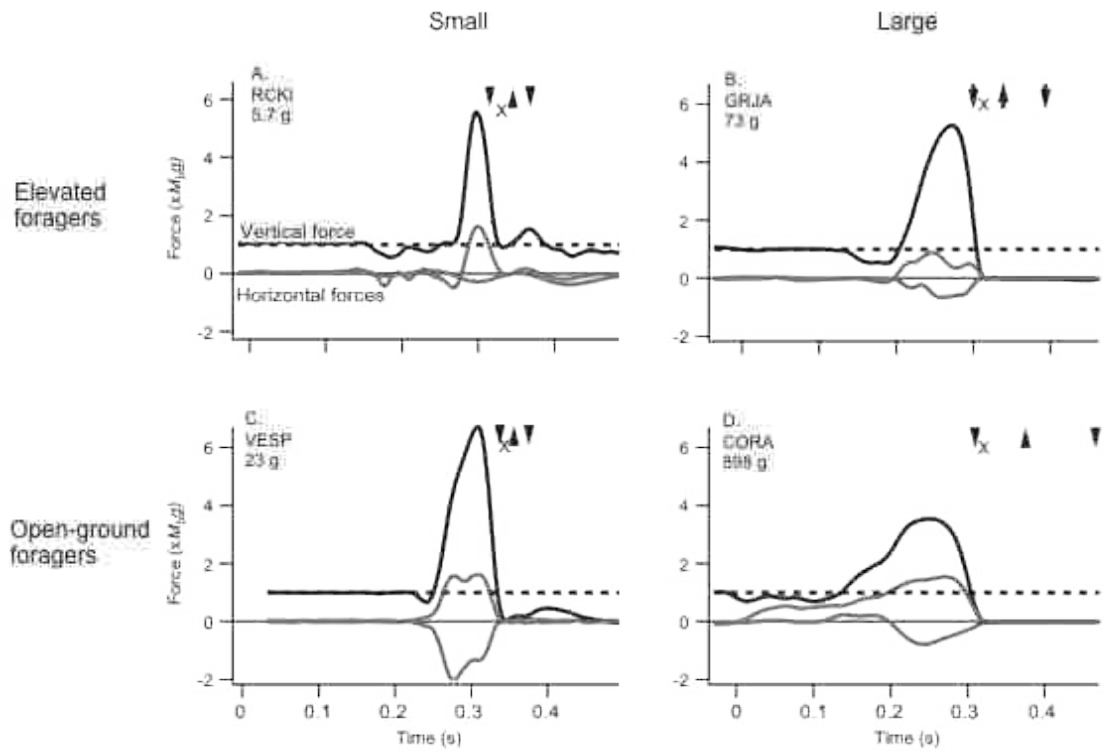 Small
Large
Elevated
foragers
Open-ground
foragers
A.
RCKI
5.7 g
6
4
2
0
-2
Force (xMbg)
Vertical force
Horizontal forces
X
B.
GRJA
73 g
6
4
2
0
-2
X
C.
VESP
23 g
6
4
2
0
-2
Force (xMbg)
X
0 0.1 0.2 0.3 0.4
Time (s)
D.
CORA
898 g
6
4
2
0
-2
X
0 0.1 0.2 0.3 0.4
Time (s)